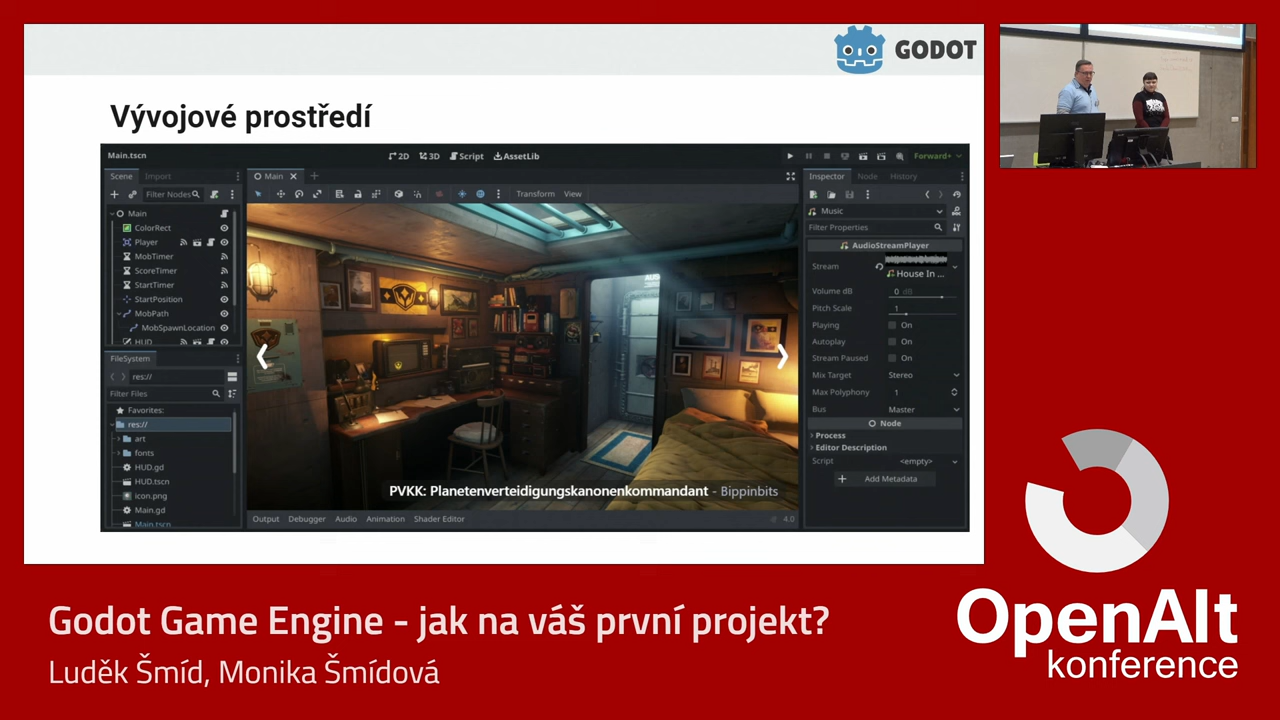 GODOT
Vývojové prostředí
Main.tscn
2D 3D Script AssetLib
Forward+
Scene Import
Filter Nodes
Main
ColorRect
Player
MobTimer
ScoreTimer
StartTimer
StartPosition
MobPath
MobSpawnLocation
HUD
FileSystem
res://
Filter Files
Favorites:
res://
art
fonts
HUD.gd
HUD.tscn
icon.png
Main.gd
Main.tscn
Main
Transform View
PVKK: Planetenverteidigungskanonenkommandant - Bippinbits
Output Debugger Audio Animation Shader Editor
4.0
Inspector Node History
Music
Filter Properties
AudioStreamPlayer
Stream
House In ...
Volume dB 0 dB
Pitch Scale 1
Playing On
Autoplay On
Stream Paused On
Mix Target Stereo
Max Polyphony 1
Bus Master
Node
Process
Editor Description
Script <empty>
Add Metadata
Godot Game Engine - jak na váš první projekt?
Luděk Šmíd, Monika Šmídová
OpenAlt
konference